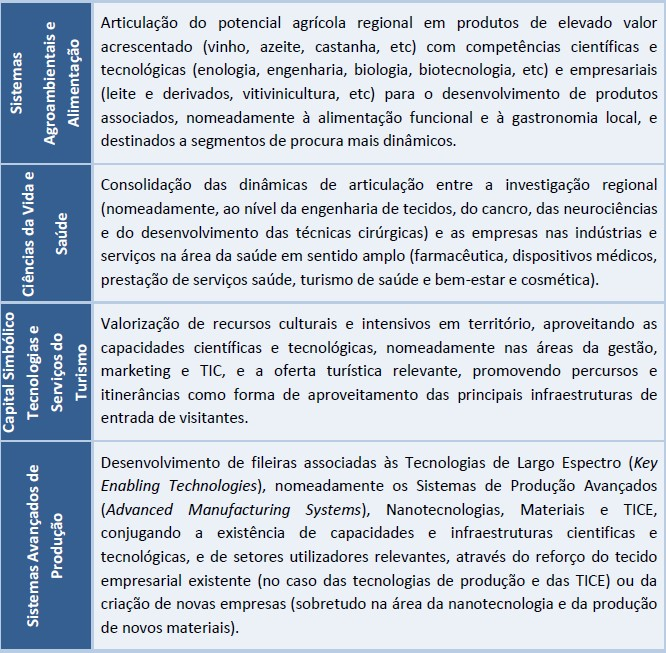 Sistemas
Agroambientais e
Alimentação
Articulação do potencial agrícola regional em produtos de elevado valor
acrescentado (vinho, azeite, castanha, etc) com competências científicas e
tecnológicas (enologia, engenharia, biologia, biotecnologia, etc) e empresariais
(leite e derivados, vitivinicultura, etc) para o desenvolvimento de produtos
associados, nomeadamente à alimentação funcional e à gastronomia local, e
destinados a segmentos de procura mais dinâmicos.
Ciências da Vida e
Saúde
Consolidação das dinâmicas de articulação entre a investigação regional
(nomeadamente, ao nível da engenharia de tecidos, do cancro, das neurociências
e do desenvolvimento das técnicas cirúrgicas) e as empresas nas indústrias e
serviços na área da saúde em sentido amplo (farmacêutica, dispositivos médicos,
prestação de serviços saúde, turismo de saúde e bem-estar e cosmética).
Capital Simbólico
Tecnologias e
Serviços do
Turismo
Valorização de recursos culturais e intensivos em território, aproveitando as
capacidades científicas e tecnológicas, nomeadamente nas áreas da gestão,
marketing e TIC, e a oferta turística relevante, promovendo percursos e
itinerâncias como forma de aproveitamento das principais infraestruturas de
entrada de visitantes.
Sistemas Avançados de
Produção
Desenvolvimento de fileiras associadas às Tecnologias de Largo Espectro (Key
Enabling Technologies), nomeadamente os Sistemas de Produção Avançados
(Advanced Manufacturing Systems), Nanotecnologias, Materiais e TICE,
conjugando a existência de capacidades e infraestruturas cientificas e
tecnológicas, e de setores utilizadores relevantes, através do reforço do tecido
empresarial existente (no caso das tecnologias de produção e das TICE) ou da
criação de novas empresas (sobretudo na área da nanotecnologia e da produção
de novos materiais).